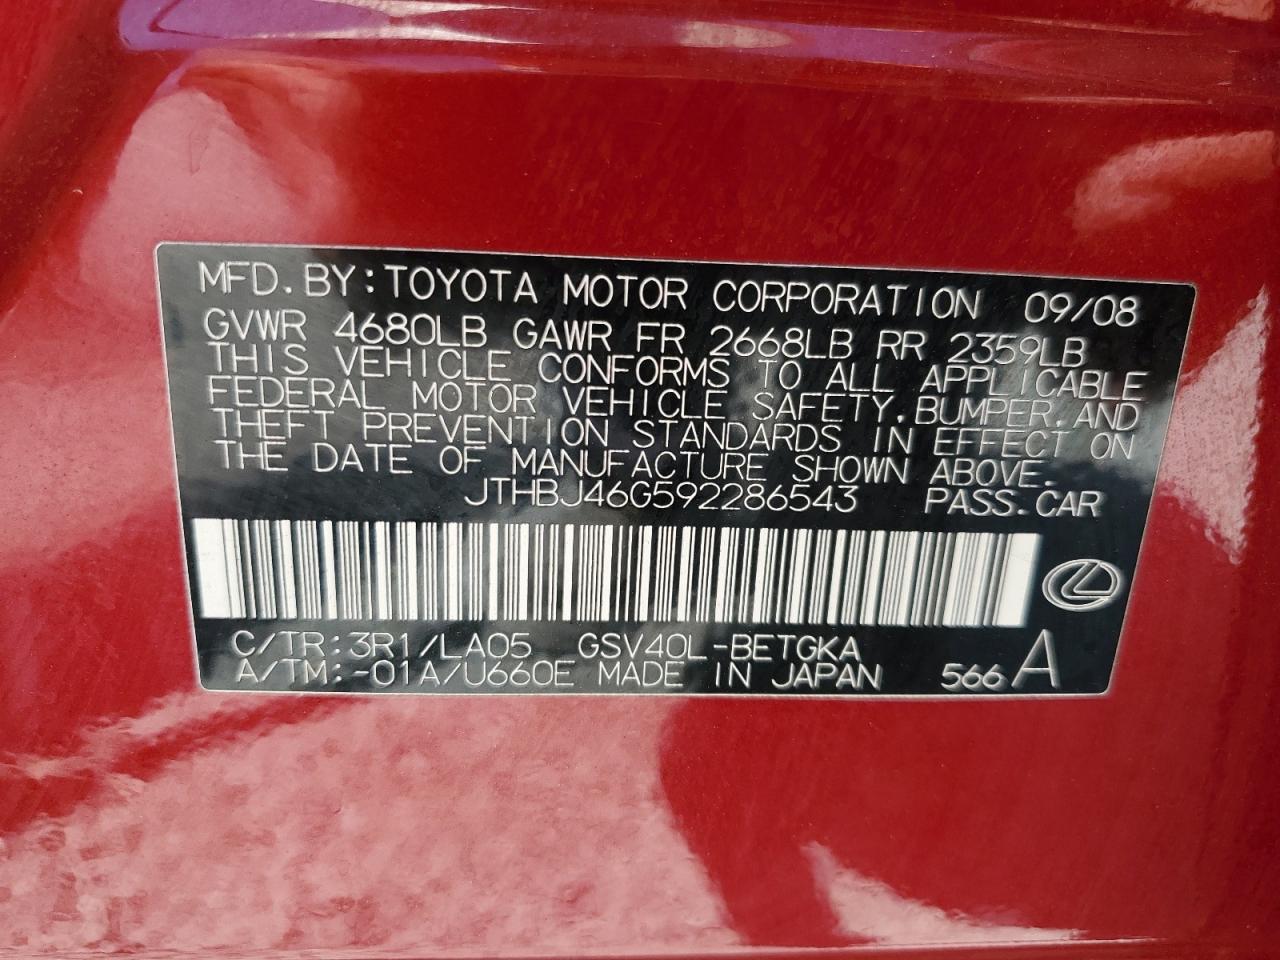 MFD. BY: TOYOTA MOTOR CORPORATION 09/08
GVWR 4680LB GAWR FR 2668LB RR 2359LB
THIS VEHICLE CONFORMS TO ALL APPLICABLE
FEDERAL MOTOR VEHICLE SAFETY, BUMPER, AND
THEFT PREVENTION STANDARDS IN EFFECT ON
THE DATE OF MANUFACTURE SHOWN ABOVE.
JTHBJ46G592286543 PASS. CAR
C/TR: 3R1/LA05 GSV40L-BETGKA
A/TM: -01A/U660E MADE IN JAPAN 566 A